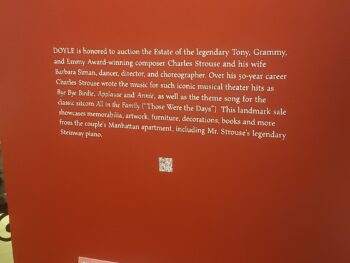 DOYLE is honored to auction the Estate of the legendary Tony, Grammy,
and Emmy Award-winning composer Charles Strouse and his wife
Barbara Siman, dancer, director, and choreographer. Over his 50-year career
Charles Strouse wrote the music for such iconic musical theater hits as
Bye Bye Birdie, Applause and Annie, as well as the theme song for the
classic sitcom All in the Family ("Those Were the Days"). This landmark sale
showcases memorabilia, artwork, furniture, decorations, books and more
from the couple's Manhattan apartment, including Mr. Strouse's legendary
Steinway piano.